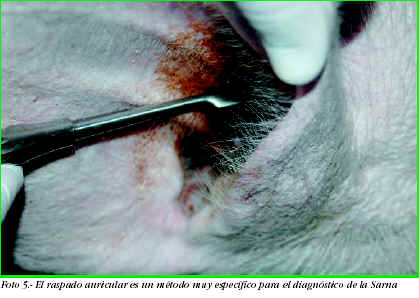 Foto 5.- El raspado auricular es un método muy específico para el diagnóstico de la Sarna